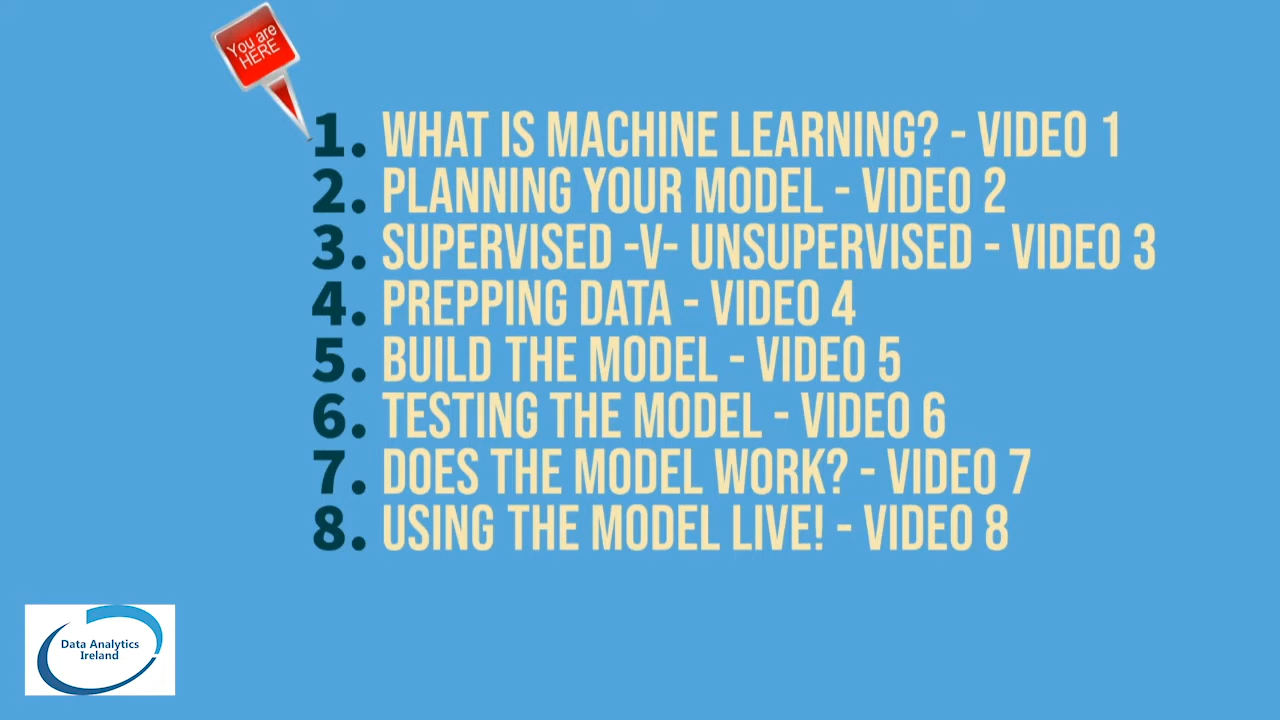 You are
HERE
1. WHAT IS MACHINE LEARNING? - VIDEO 1
2. PLANNING YOUR MODEL - VIDEO 2
3. SUPERVISED -V- UNSUPERVISED - VIDEO 3
4. PREPPING DATA - VIDEO 4
5. BUILD THE MODEL - VIDEO 5
6. TESTING THE MODEL - VIDEO 6
7. DOES THE MODEL WORK? - VIDEO 7
8. USING THE MODEL LIVE! - VIDEO 8
Data Analytics
Ireland